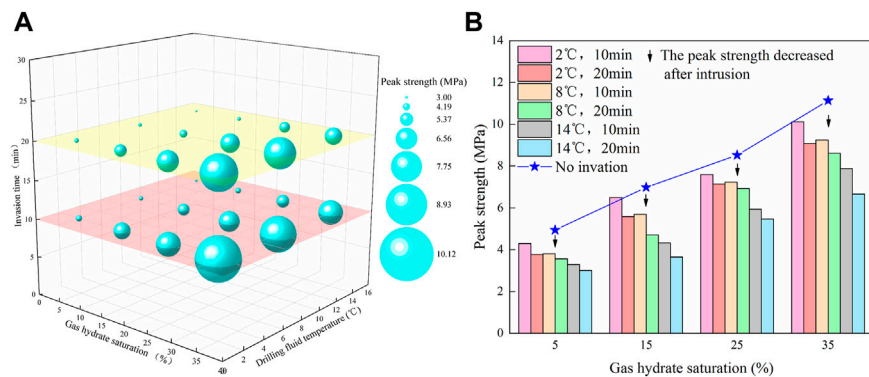 A
30
25
20
15
10
5
0
Invasion time (min)
0
5
10
15
20
25
30
35
40
Gas hydrate saturation (%)
0
2
4
6
8
10
12
14
16
Drilling fluid temperature (℃)
Peak strength (MPa)
3.00
4.19
5.37
6.56
7.75
8.93
10.12
B
14
12
10
8
6
4
2
0
Peak strength (MPa)
2℃, 10min
2℃, 20min
8℃, 10min
8℃, 20min
14℃, 10min
14℃, 20min
No invation
The peak strength decreased
after intrusion
5
15
25
35
Gas hydrate saturation (%)